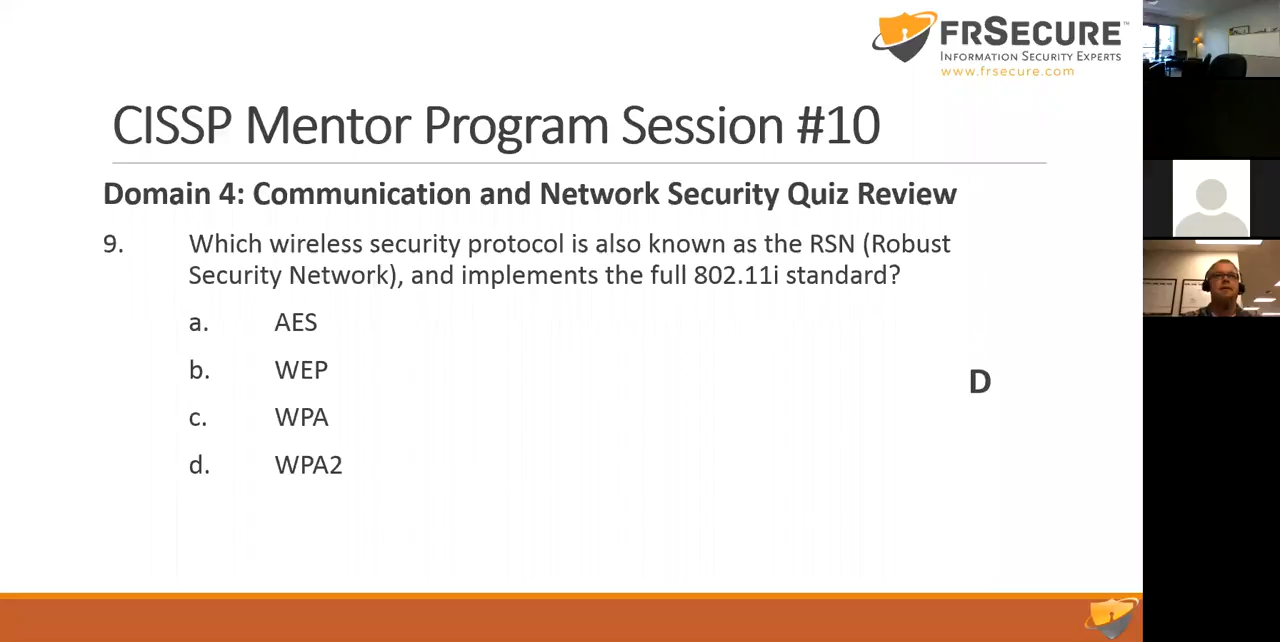 FRSECURE™
INFORMATION SECURITY EXPERTS
www.frsecure.com
CISSP Mentor Program Session #10
Domain 4: Communication and Network Security Quiz Review
9. Which wireless security protocol is also known as the RSN (Robust
Security Network), and implements the full 802.11i standard?
a. AES
b. WEP
c. WPA
d. WPA2
D